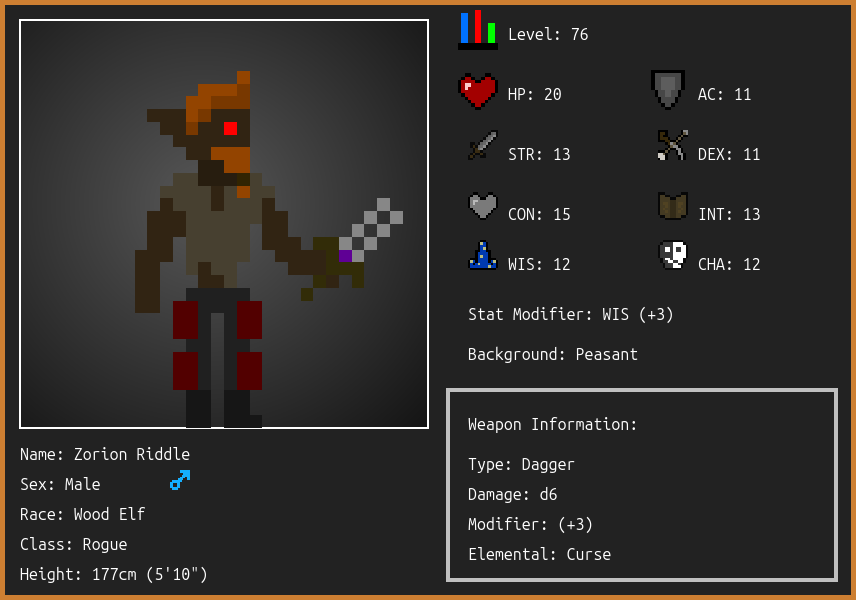 Level: 76
HP: 20
AC: 11
STR: 13
DEX: 11
CON: 15
INT: 13
WIS: 12
CHA: 12
Stat Modifier: WIS (+3)
Background: Peasant
Weapon Information:
Type: Dagger
Damage: d6
Modifier: (+3)
Elemental: Curse
Name: Zorion Riddle
Sex: Male
Race: Wood Elf
Class: Rogue
Height: 177cm (5'10")